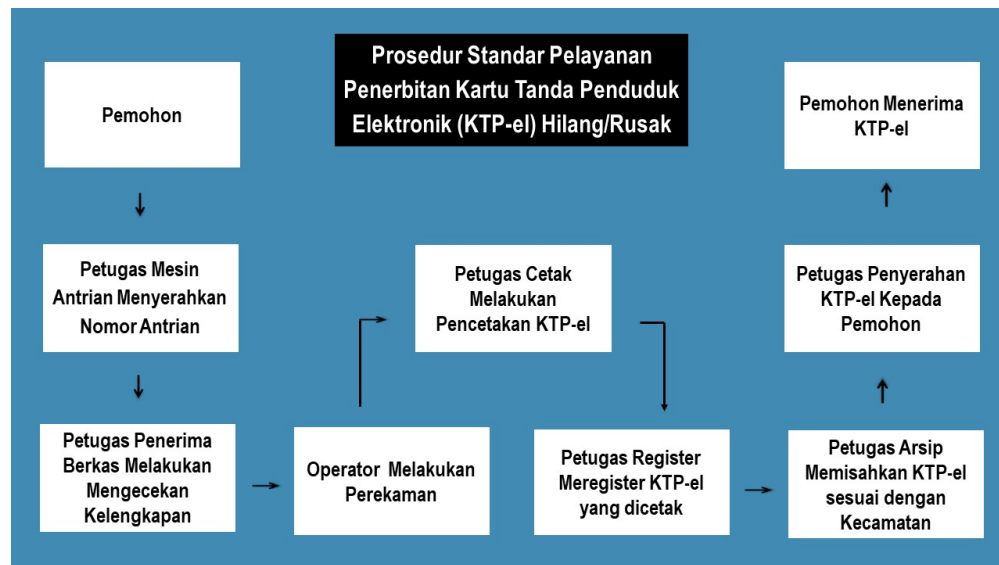 Prosedur Standar Pelayanan
Penerbitan Kartu Tanda Penduduk
Elektronik (KTP-el) Hilang/Rusak
Pemohon
Petugas Mesin
Antrian Menyerahkan
Nomor Antrian
Petugas Penerima
Berkas Melakukan
Mengecekan
Kelengkapan
Operator Melakukan
Perekaman
Petugas Cetak
Melakukan
Pencetakan KTP-el
Petugas Register
Meregister KTP-el
yang dicetak
Petugas Arsip
Memisahkan KTP-el
sesuai dengan
Kecamatan
Petugas Penyerahan
KTP-el Kepada
Pemohon
Pemohon Menerima
KTP-el